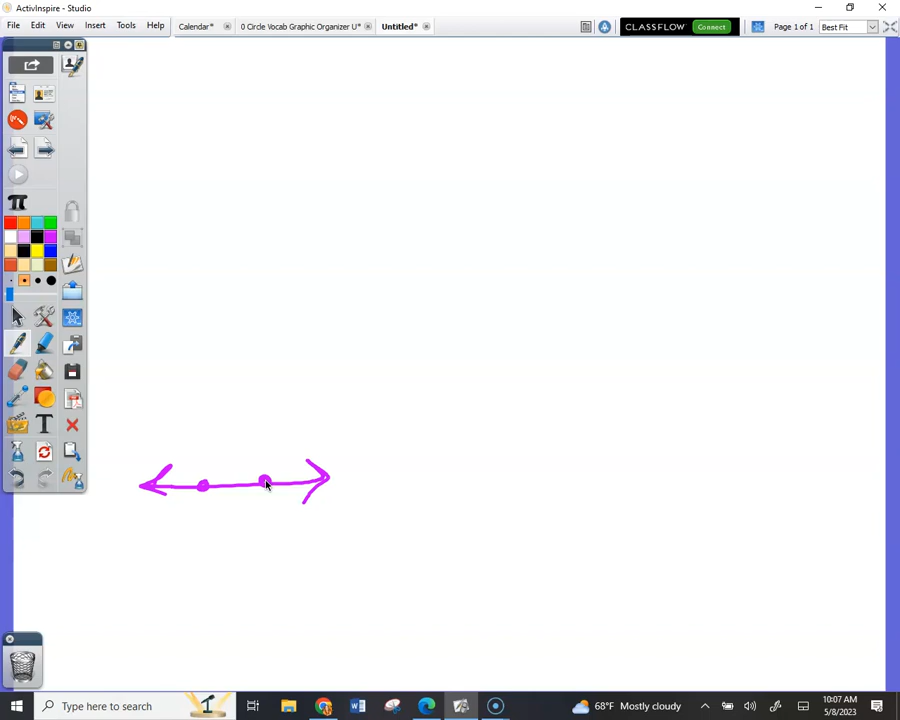 ActivInspire - Studio
File Edit View Insert Tools Help
Calendar* 0 Circle Vocab Graphic Organizer U* Untitled*
CLASSFLOW Connect
Page 1 of 1 Best Fit
T
Type here to search
68°F Mostly cloudy
10:07 AM
5/8/2023